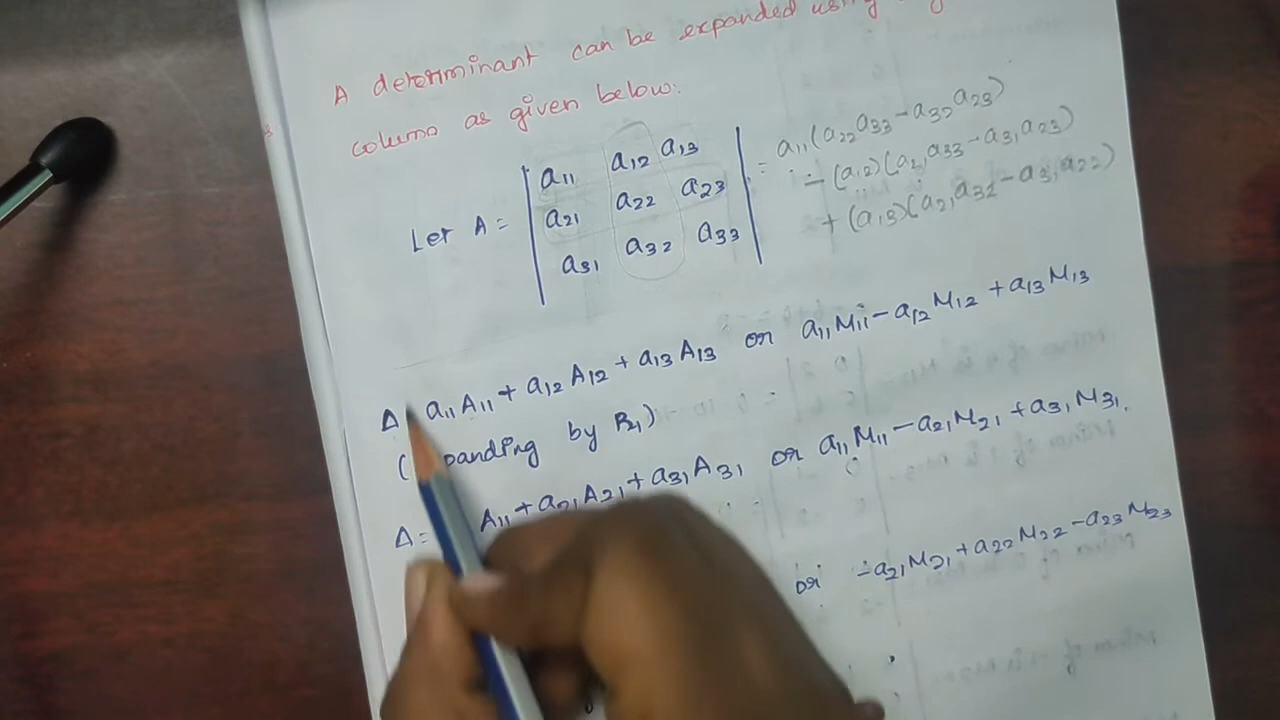 A determinant can be expanded using
column as given below:
Let A = | a₁₁ a₁₂ a₁₃ | = a₁₁(a₂₂a₃₃ - a₃₂a₂₃)
| a₂₁ a₂₂ a₂₃ | - (a₁₂)(a₂₁a₃₃ - a₃₁a₂₃)
| a₃₁ a₃₂ a₃₃ | + (a₁₃)(a₂₁a₃₂ - a₃₁a₂₂)
Δ a₁₁A₁₁ + a₁₂A₁₂ + a₁₃A₁₃ or a₁₁M₁₁ - a₁₂M₁₂ + a₁₃M₁₃
( panding by R₁)
Δ = A₁₁ + a₂₁A₂₁ + a₃₁A₃₁ or a₁₁M₁₁ - a₂₁M₂₁ + a₃₁M₃₁.
or -a₂₁M₂₁ + a₂₂M₂₂ - a₂₃M₂₃